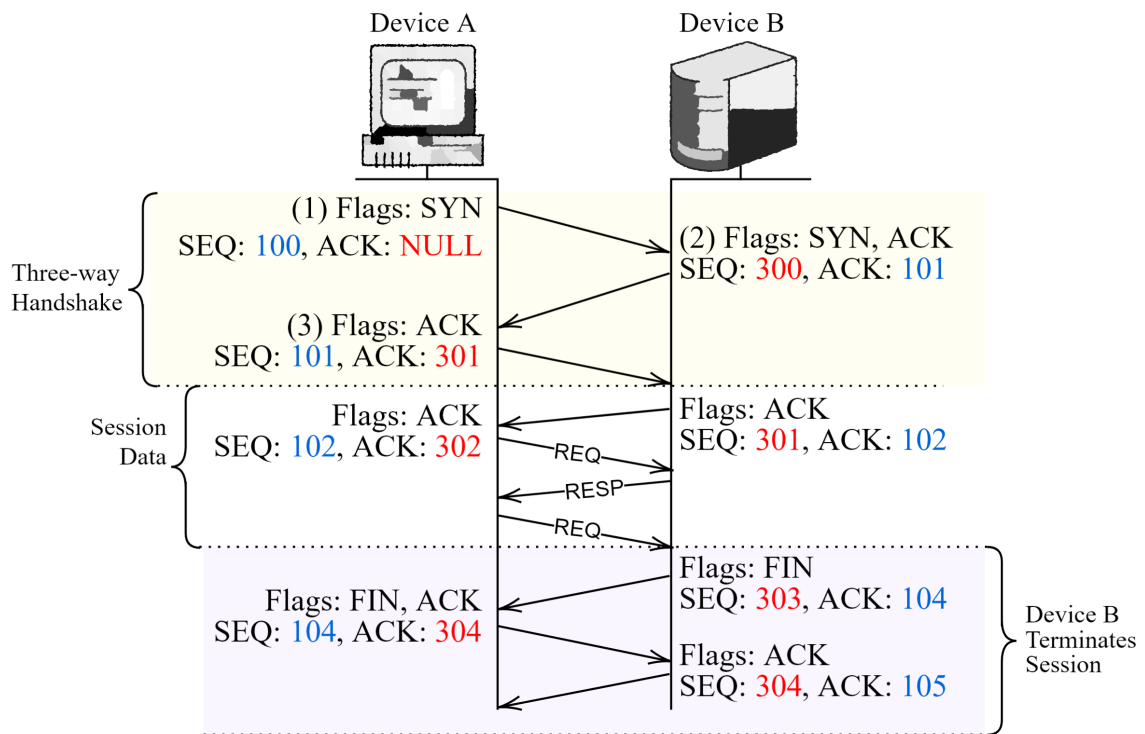 Device A
Device B
(1) Flags: SYN
SEQ: 100, ACK: NULL
(2) Flags: SYN, ACK
SEQ: 300, ACK: 101
Three-way
Handshake
(3) Flags: ACK
SEQ: 101, ACK: 301
Session
Data
Flags: ACK
SEQ: 102, ACK: 302
Flags: ACK
SEQ: 301, ACK: 102
REQ
RESP
REQ
Flags: FIN
SEQ: 303, ACK: 104
Flags: FIN, ACK
SEQ: 104, ACK: 304
Flags: ACK
SEQ: 304, ACK: 105
Device B
Terminates
Session